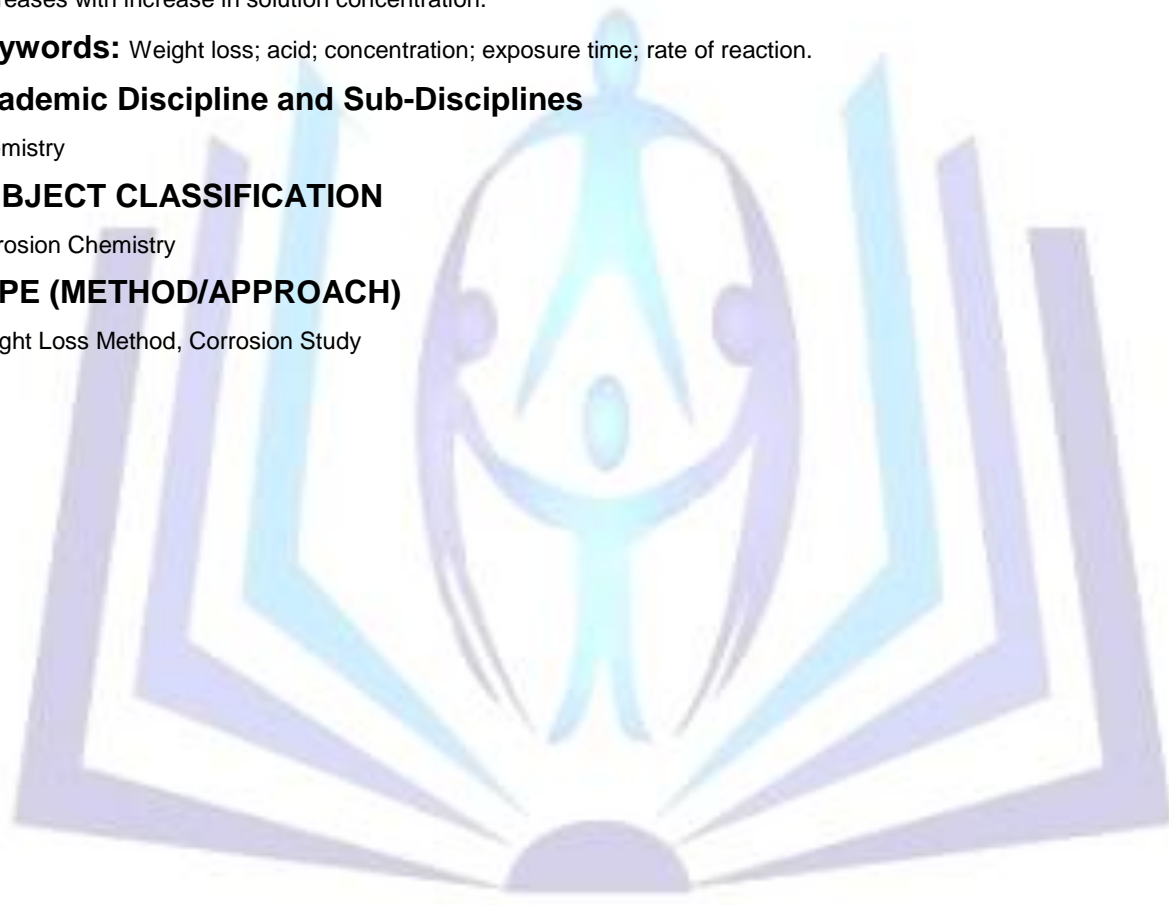 reases with increase in solution concentration.
ywords: Weight loss; acid; concentration; exposure time; rate of reaction.
ademic Discipline and Sub-Disciplines
mistry
BJECT CLASSIFICATION
rosion Chemistry
PE (METHOD/APPROACH)
ght Loss Method, Corrosion Study